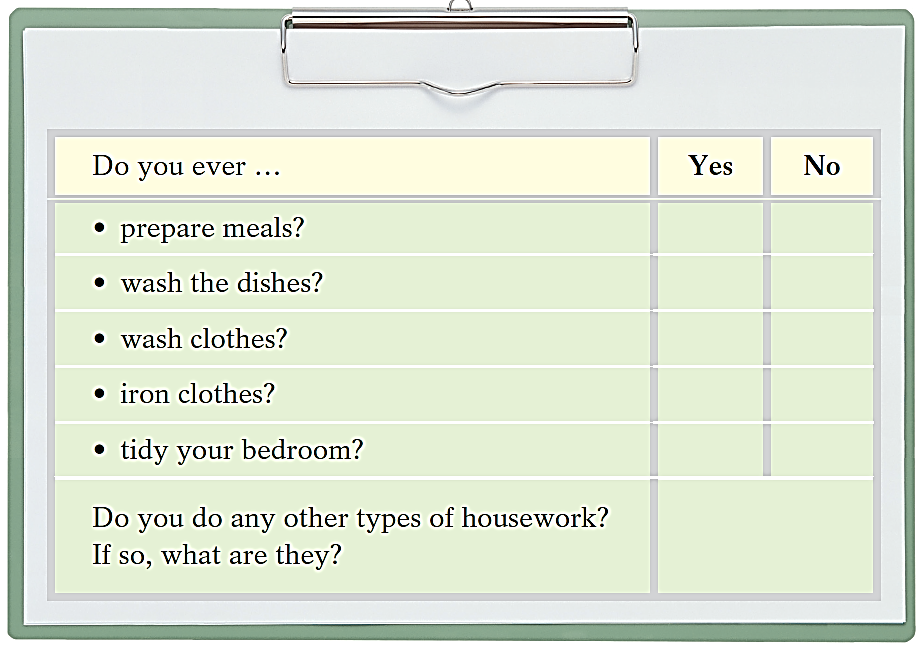 Do you ever … Yes No
• prepare meals?
• wash the dishes?
• wash clothes?
• iron clothes?
• tidy your bedroom?
Do you do any other types of housework?
If so, what are they?